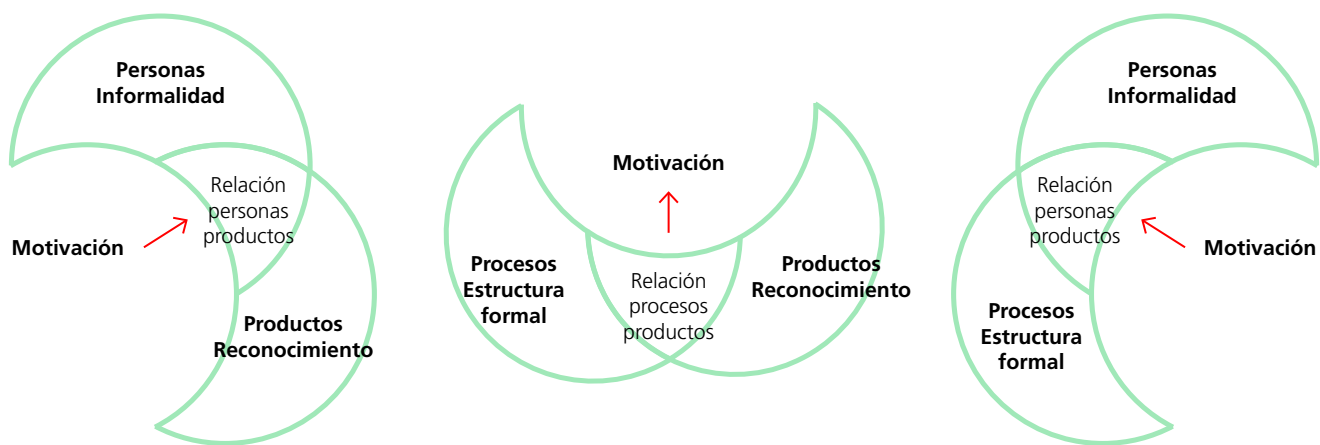 Personas
Informalidad
Relación
personas
productos
Motivación
Productos
Reconocimiento
Motivación
Procesos
Estructura
formal
Relación
procesos
productos
Productos
Reconocimiento
Personas
Informalidad
Relación
personas
productos
Motivación
Procesos
Estructura
formal